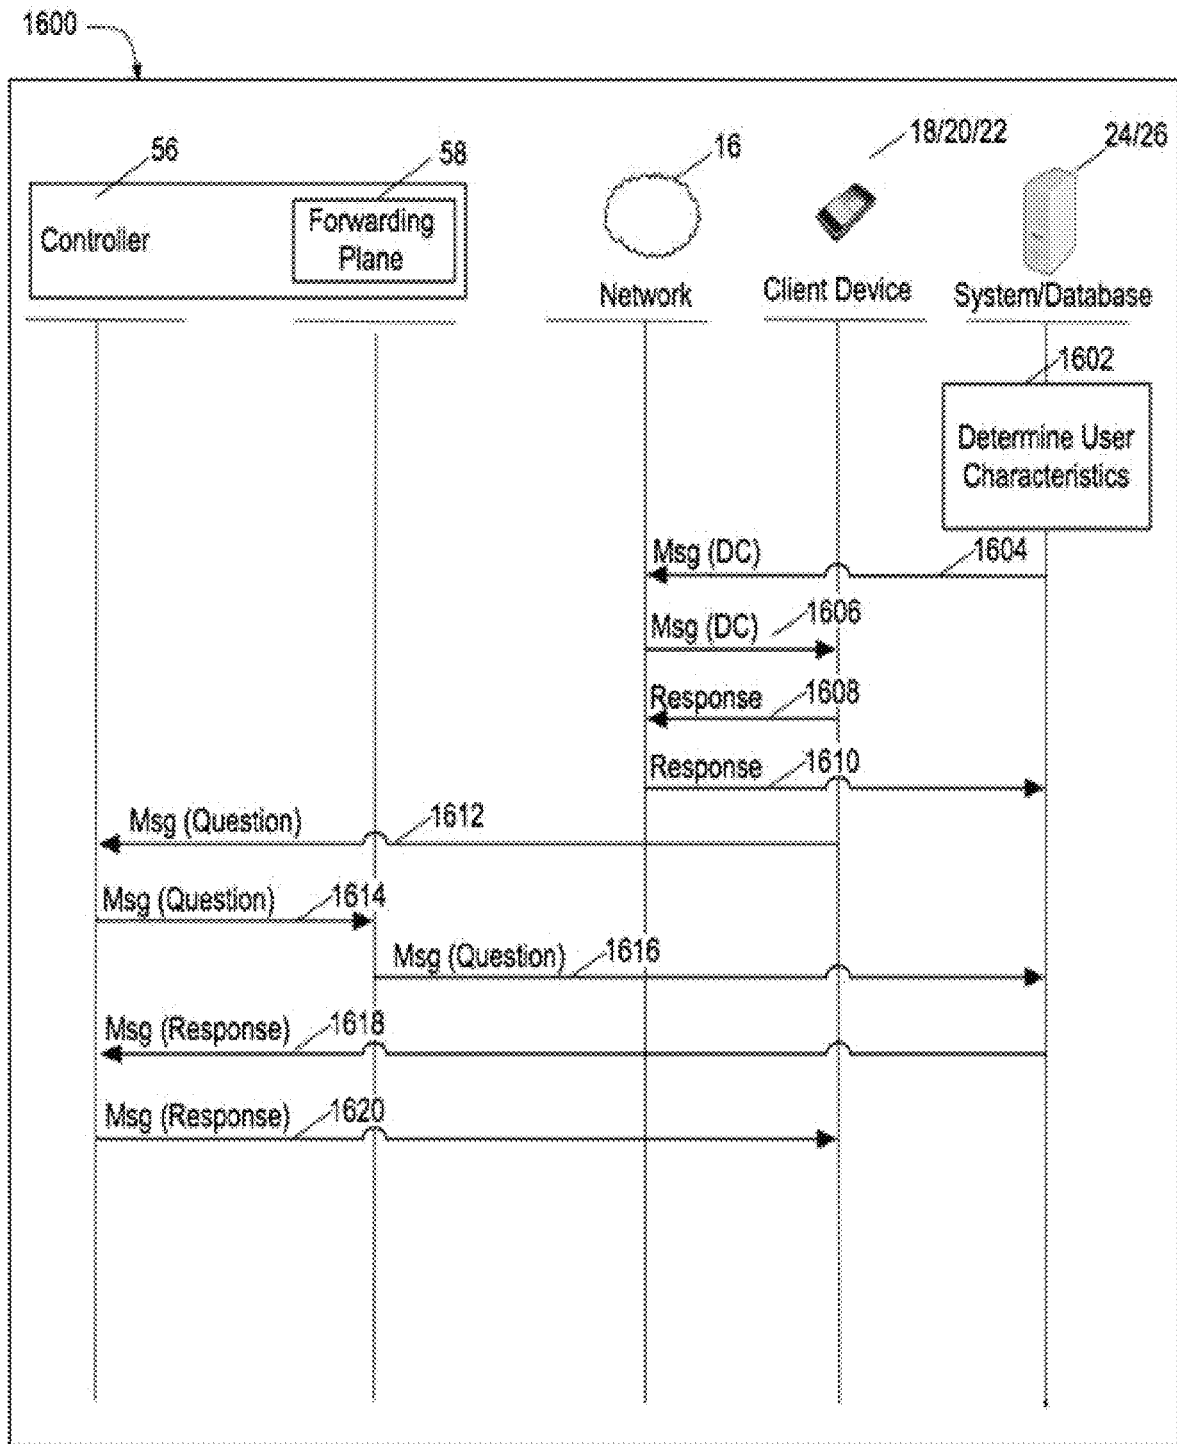 1600
56
58
16
18/20/22
24/26
Controller
Forwarding
Plane
Network
Client Device
System/Database
1602
Determine User
Characteristics
Msg (DC)
1604
Msg (DC)
1606
Response
1608
Response
1610
Msg (Question)
1612
Msg (Question)
1614
Msg (Question)
1616
Msg (Response)
1618
Msg (Response)
1620